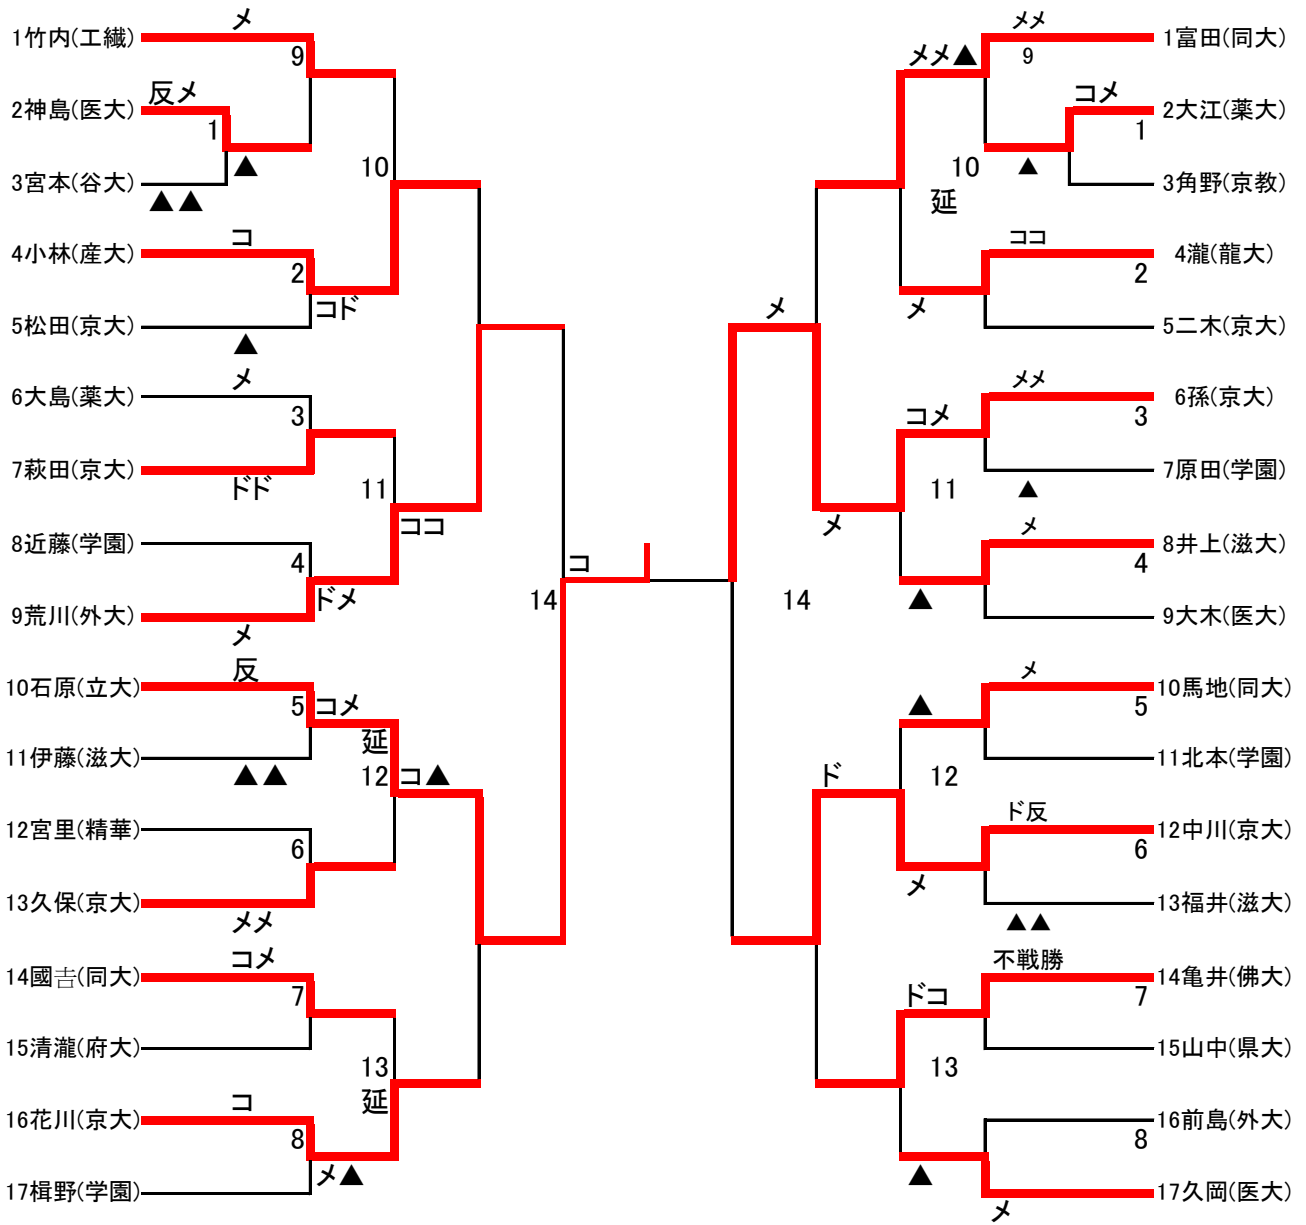 メ
1竹内(工繊)
9
反メ
2神島(医大)
1
▲
10
3宮本(谷大)
▲▲
コ
4小林(産大)
2
コド
5松田(京大)
▲
メ
6大島(薬大)
3
7萩田(京大)
ドド
11
ココ
8近藤(学園)
4
ドメ
9荒川(外大)
メ
コ
14
反
10石原(立大)
5
コメ
延
11伊藤(滋大)
▲▲
12
コ▲
12宮里(精華)
6
13久保(京大)
メメ
コメ
14國𠮷(同大)
7
15清瀧(府大)
13
延
コ
16花川(京大)
8
メ▲
17楫野(学園)
メメ
1富田(同大)
メメ▲
9
コメ
2大江(薬大)
1
10
▲
3角野(京教)
延
ココ
4瀧(龍大)
2
メ
5二木(京大)
メ
メメ
6孫(京大)
コメ
3
7原田(学園)
▲
11
メ
メ
8井上(滋大)
4
▲
14
9大木(医大)
メ
10馬地(同大)
▲
5
11北本(学園)
ド
12
ド反
12中川(京大)
6
メ
13福井(滋大)
▲▲
不戦勝
14亀井(佛大)
ドコ
7
15山中(県大)
13
16前島(外大)
8
▲
17久岡(医大)
メ